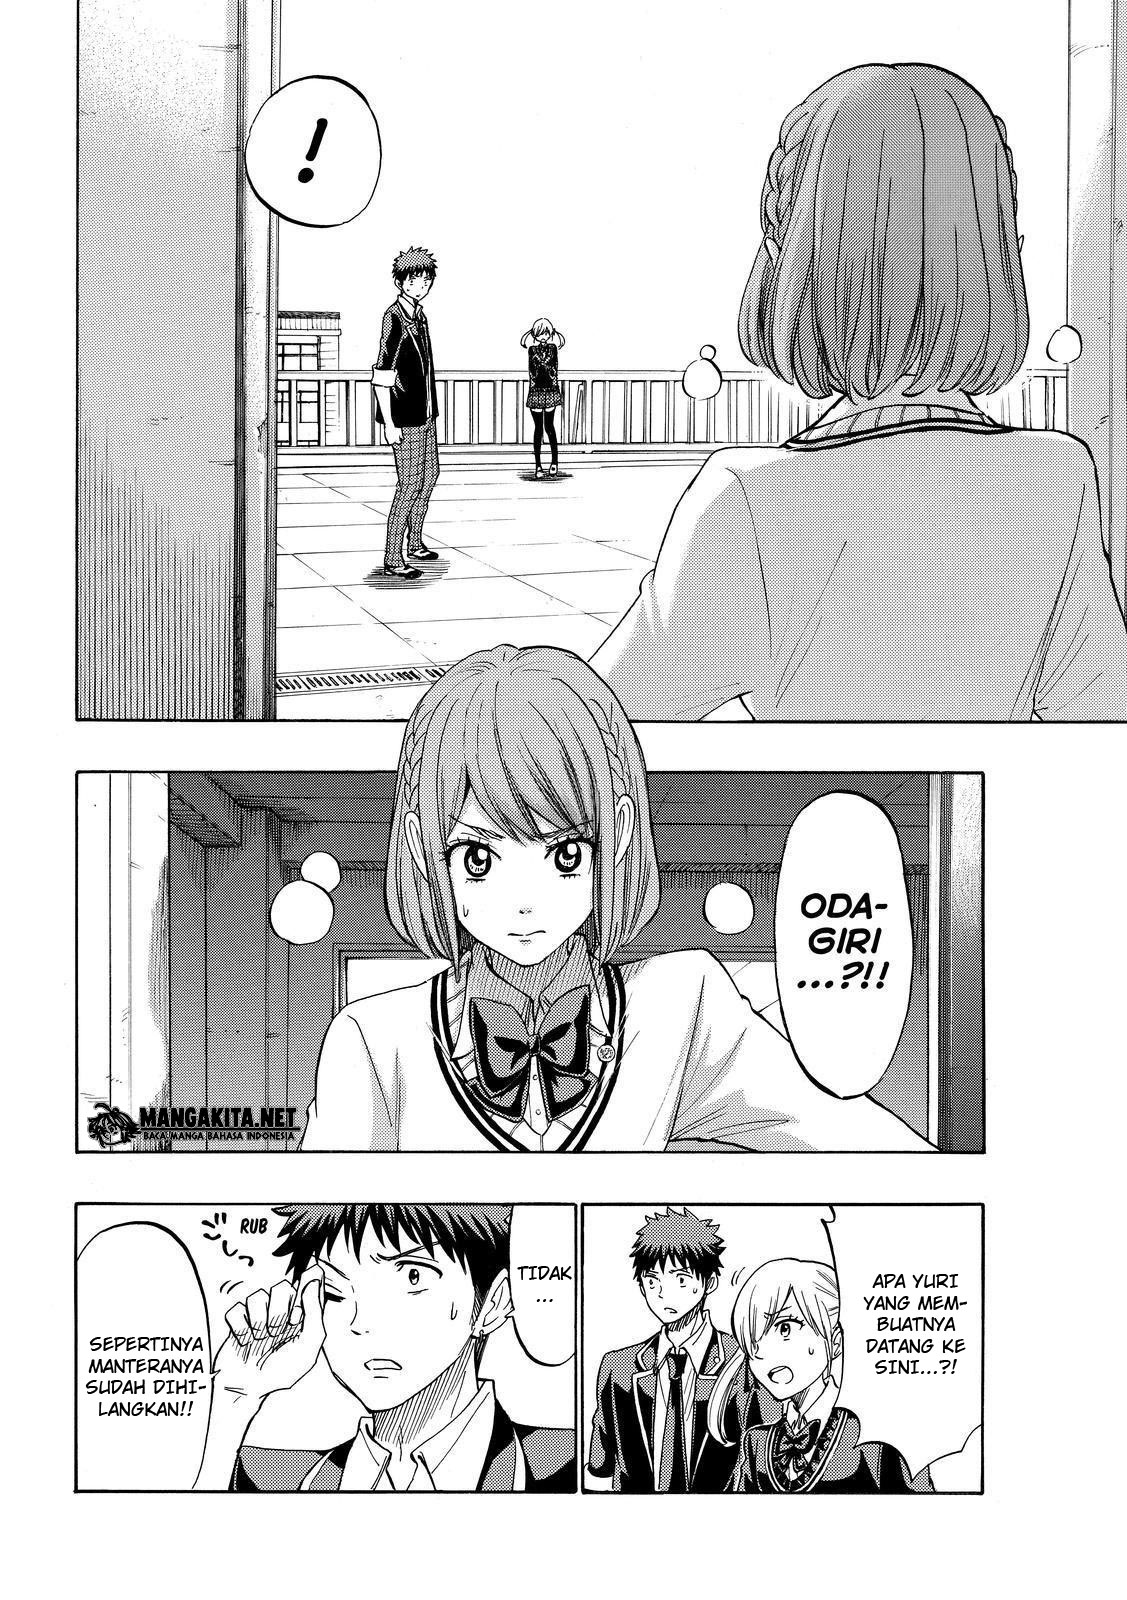 !
ODA-
GIRI
...?!!
MANGAKITA.NET
BACA MANGA BAHASA INDONESIA
APA YURI
YANG MEM-
BUATNYA
DATANG KE
SINI...?!
TIDAK
...
RUB
SEPERTINYA
MANTERANYA
SUDAH DIHI-
LANGKAN!!